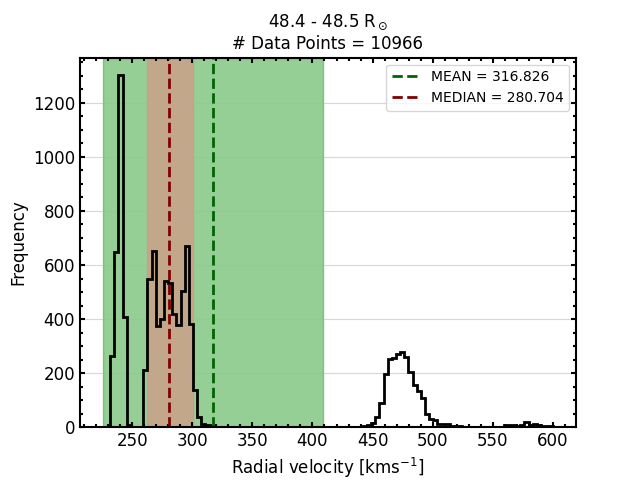 48.4 - 48.5 R⊙
# Data Points = 10966
MEAN = 316.826
MEDIAN = 280.704
Frequency
1200
1000
800
600
400
200
0
250 300 350 400 450 500 550 600
Radial velocity [kms⁻¹]